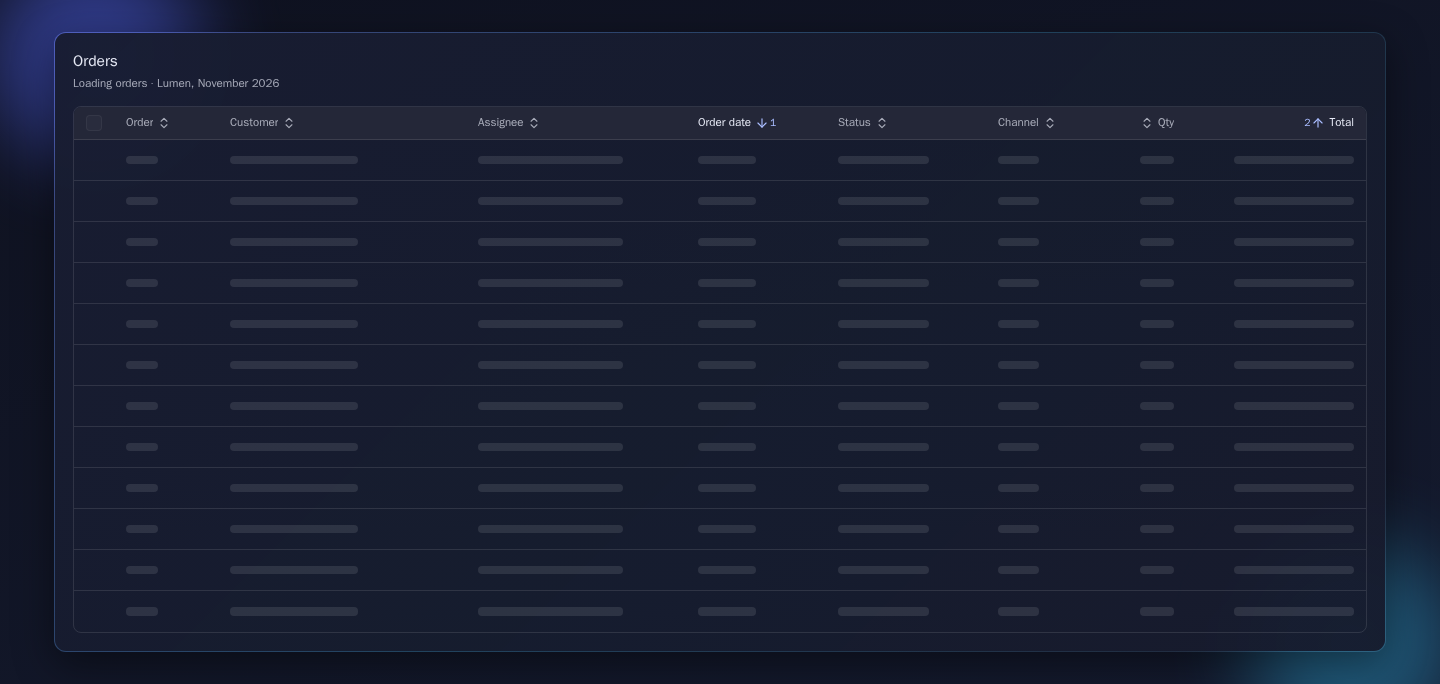 Orders
Loading orders · Lumen, November 2026
Order Customer Assignee Order date 1 Status Channel Qty 2 Total